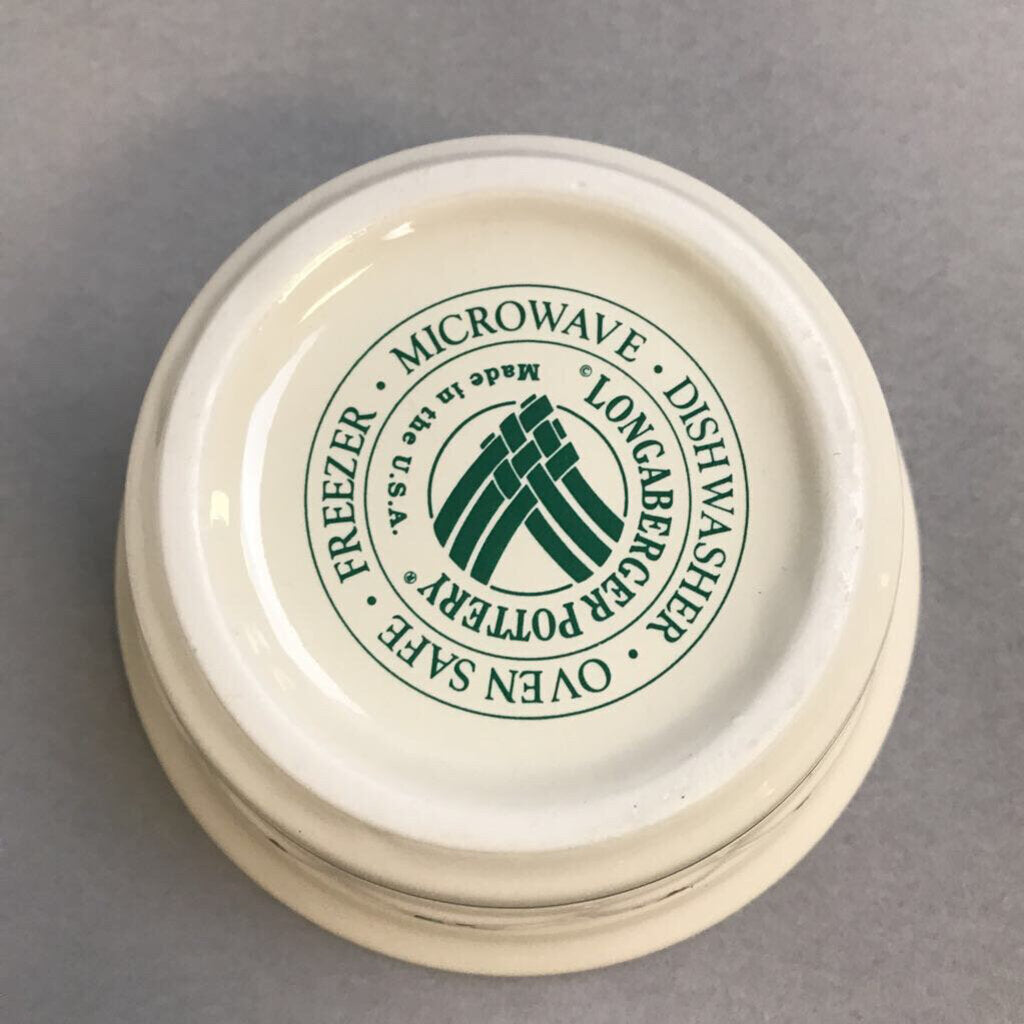 MICROWAVE · DISHWASHER · OVEN SAFE · FREEZER ·
© LONGABERGER POTTERY ®
Made in the U.S.A.